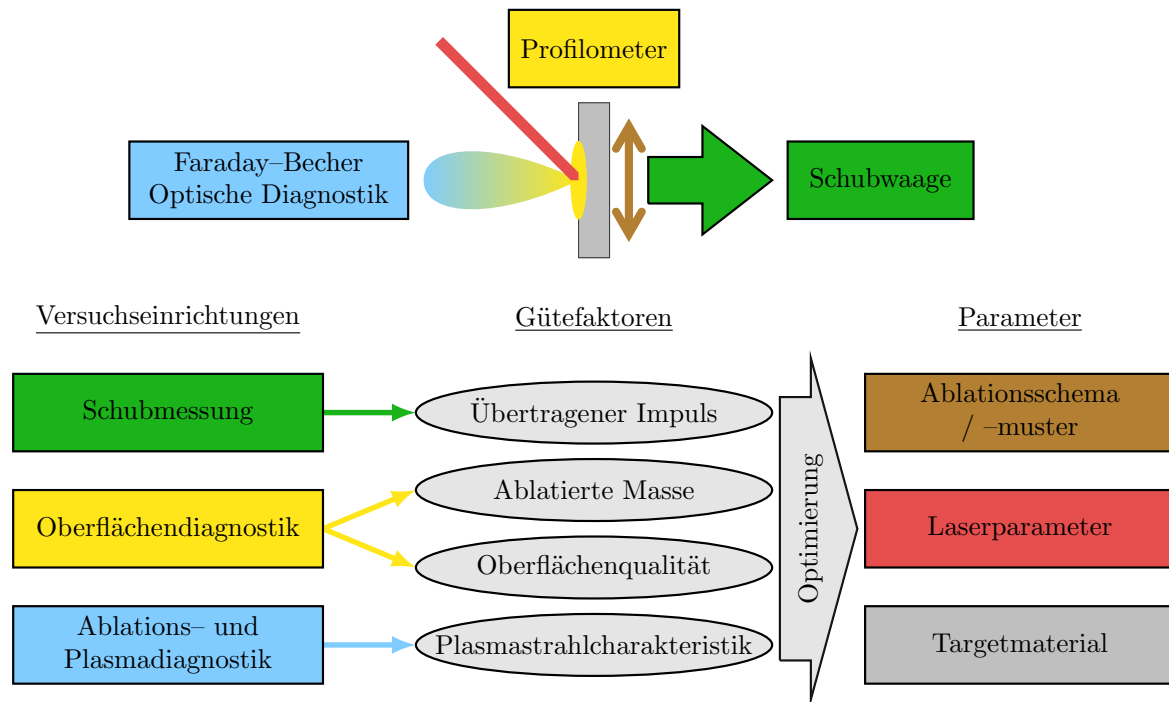 Profilometer
Faraday–Becher
Optische Diagnostik
Schubwaage
Versuchseinrichtungen
Gütefaktoren
Parameter
Schubmessung
Übertragener Impuls
Ablationsschema
/ –muster
Ablatierte Masse
Oberflächendiagnostik
Optimierung
Laserparameter
Oberflächenqualität
Ablations– und
Plasmadiagnostik
Plasmastrahlcharakteristik
Targetmaterial